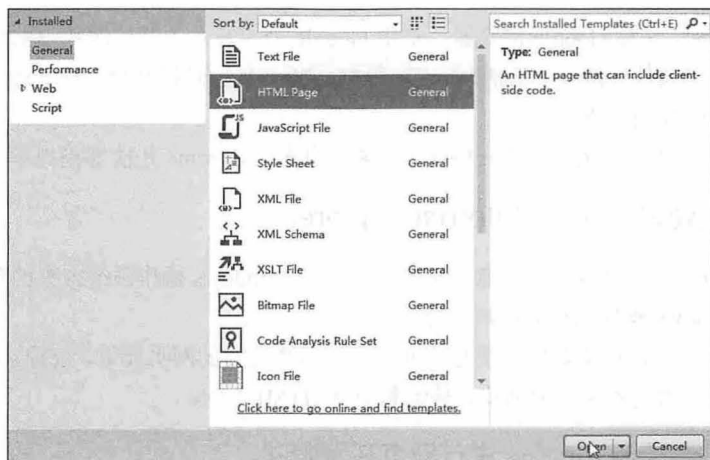 Installed
Sort by: Default
Search Installed Templates (Ctrl+E)
General
Performance
Web
Script
Text File General
HTML Page General
JavaScript File General
Style Sheet General
XML File General
XML Schema General
XSLT File General
Bitmap File General
Code Analysis Rule Set General
Icon File General
Click here to go online and find templates.
Type: General
An HTML page that can include client-
side code.
Open
Cancel